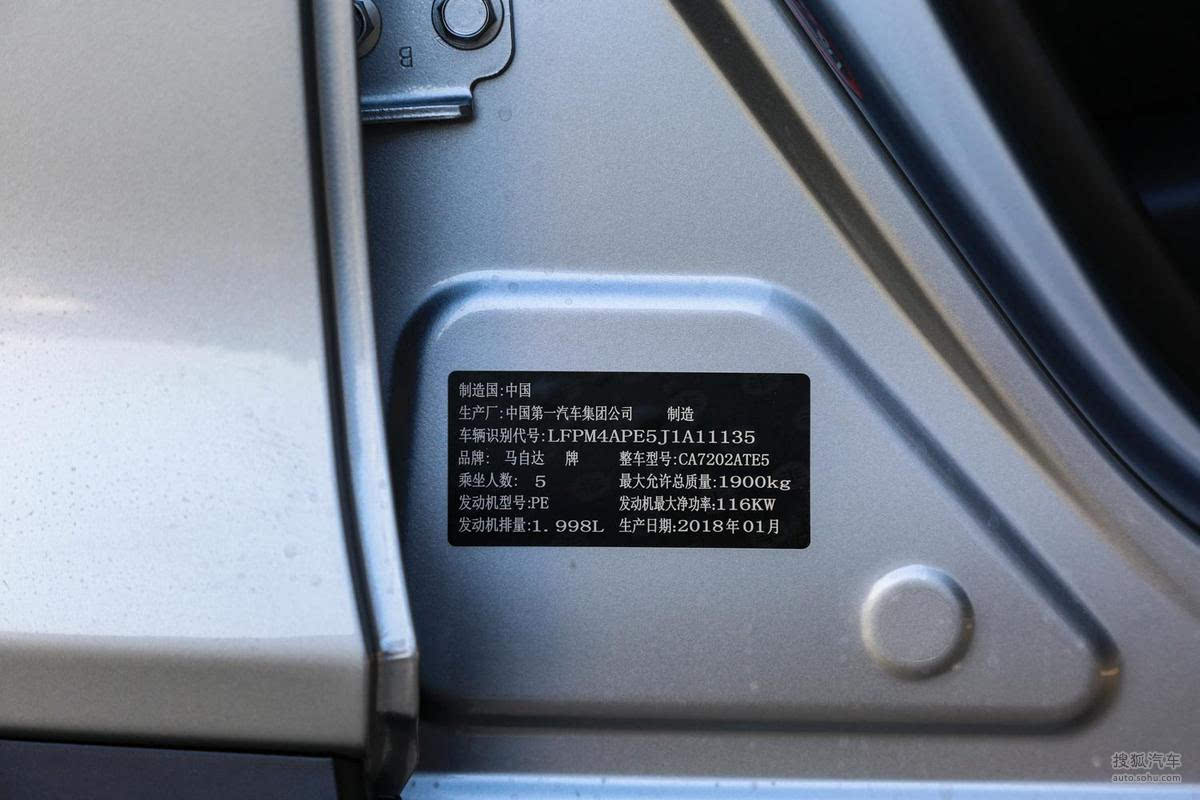 B
制造国:中国
生产厂:中国第一汽车集团公司 制造
车辆识别代号:LFPM4APE5J1A11135
品牌: 马自达 牌 整车型号:CA7202ATE5
乘坐人数: 5 最大允许总质量:1900kg
发动机型号:PE 发动机最大净功率:116KW
发动机排量:1.998L 生产日期:2018年01月
搜狐汽车
auto.sohu.com